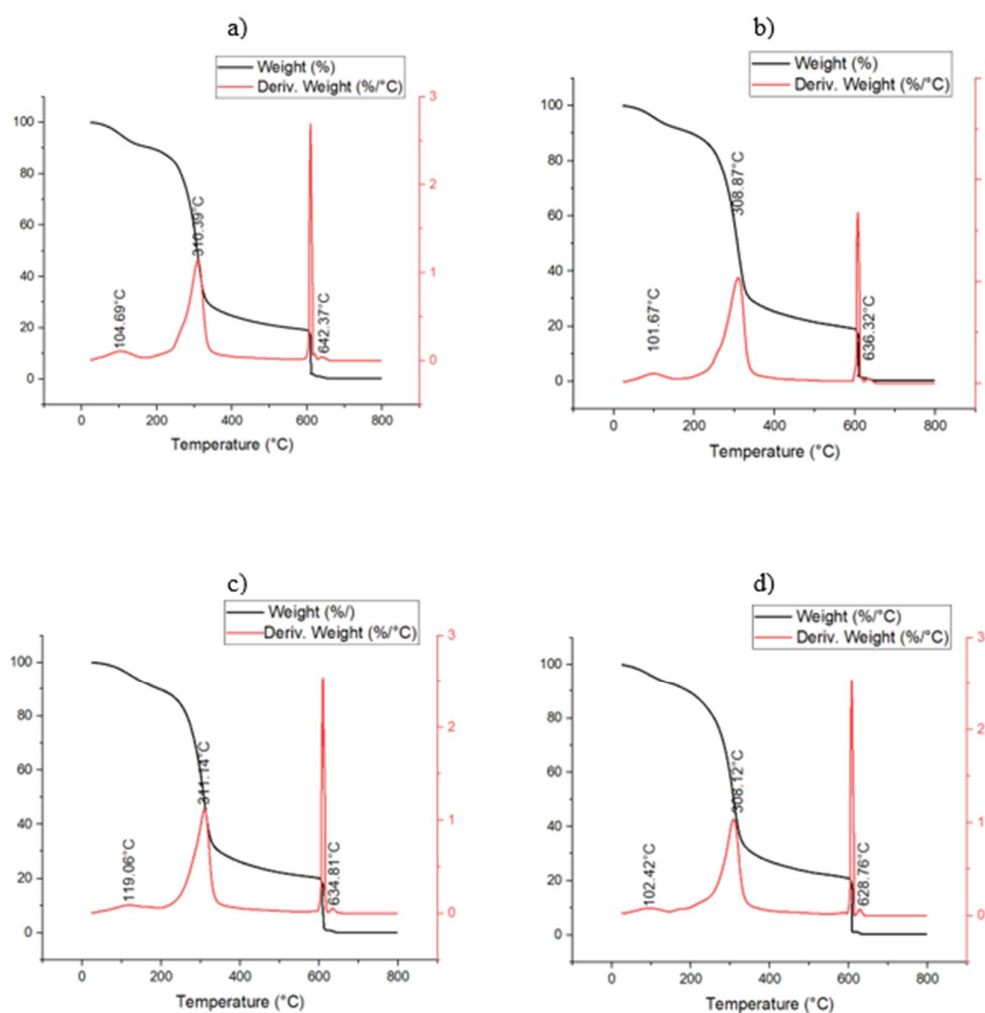 a)
Weight (%)
Deriv. Weight (%/°C)
100
80
60
40
20
0
3
2
1
0
104.69°C
310.39°C
642.37°C
0 200 400 600 800
Temperature (°C)
b)
Weight (%)
Deriv. Weight (%/°C)
100
80
60
40
20
0
101.67°C
308.87°C
636.32°C
0 200 400 600 800
Temperature (°C)
c)
Weight (%/)
Deriv. Weight (%/°C)
100
80
60
40
20
0
3
2
1
0
119.06°C
311.14°C
634.81°C
0 200 400 600 800
Temperature (°C)
d)
Weight (%/°C)
Deriv. Weight (%/°C)
100
80
60
40
20
0
3
2
1
0
102.42°C
308.12°C
628.76°C
0 200 400 600 800
Temperature (°C)